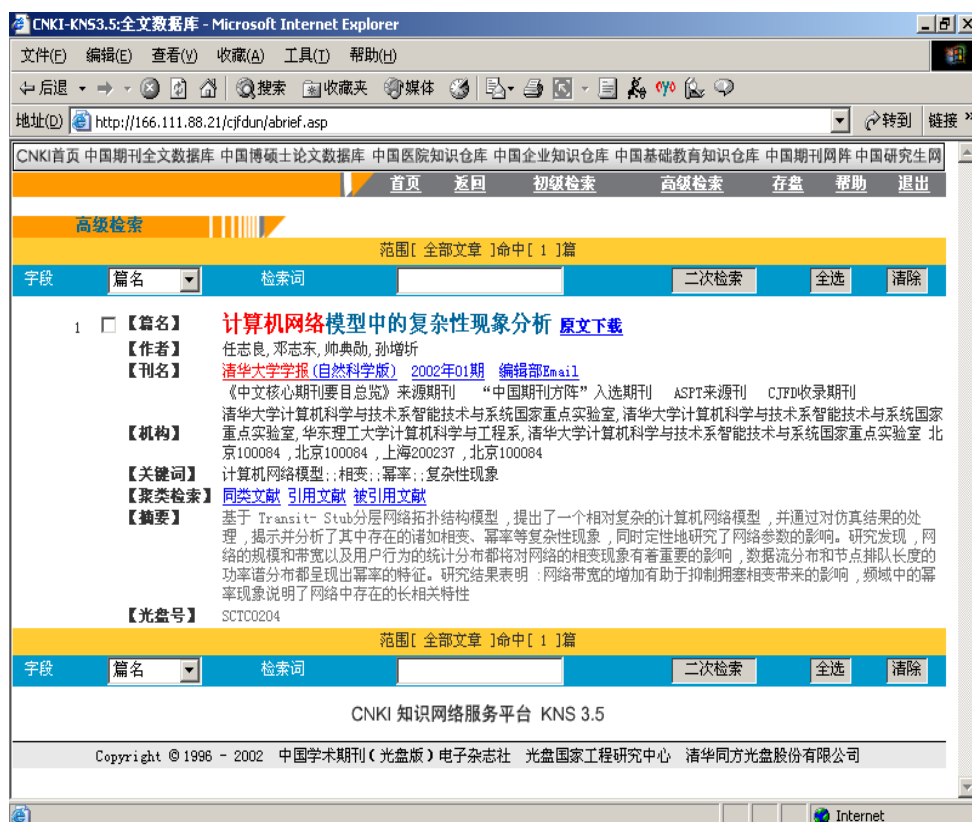 CNKI-KNS3.5:全文数据库 - Microsoft Internet Explorer
文件(F) 编辑(E) 查看(V) 收藏(A) 工具(T) 帮助(H)
后退 搜索 收藏夹 媒体
地址(D) http://166.111.88.21/cjfdun/abrief.asp 转到 链接 »
CNKI首页 中国期刊全文数据库 中国博硕士论文数据库 中国医院知识仓库 中国企业知识仓库 中国基础教育知识仓库 中国期刊网阵 中国研究生网
首页 返回 初级检索 高级检索 存盘 帮助 退出
高级检索
范围[ 全部文章 ]命中[ 1 ]篇
字段 篇名 检索词 二次检索 全选 清除
1 【篇名】 计算机网络模型中的复杂性现象分析 原文下载
【作者】 任志良,邓志东,帅典勋,孙增圻
【刊名】 清华大学学报(自然科学版) 2002年01期 编辑部Email
《中文核心期刊要目总览》来源期刊 “中国期刊方阵”入选期刊 ASPT来源刊 CJFD收录期刊
清华大学计算机科学与技术系智能技术与系统国家重点实验室,清华大学计算机科学与技术系智能技术与系统国家
【机构】 重点实验室,华东理工大学计算机科学与工程系,清华大学计算机科学与技术系智能技术与系统国家重点实验室 北
京100084 ,北京100084 ,上海200237 ,北京100084
【关键词】 计算机网络模型;;相变;;幂率;;复杂性现象
【聚类检索】 同类文献 引用文献 被引用文献
【摘要】 基于 Transit- Stub分层网络拓扑结构模型 ,提出了一个相对复杂的计算机网络模型 ,并通过对仿真结果的处
理 ,揭示并分析了其中存在的诸如相变、幂率等复杂性现象 ,同时定性地研究了网络参数的影响。研究发现 ,网
络的规模和带宽以及用户行为的统计分布都将对网络的相变现象有着重要的影响 ,数据流分布和节点排队长度的
功率谱分布都呈现出幂率的特征。研究结果表明 :网络带宽的增加有助于抑制拥塞相变带来的影响 ,频域中的幂
率现象说明了网络中存在的长相关特性
【光盘号】 SCTC0204
范围[ 全部文章 ]命中[ 1 ]篇
字段 篇名 检索词 二次检索 全选 清除
CNKI 知识网络服务平台 KNS 3.5
Copyright ©1996 - 2002 中国学术期刊(光盘版)电子杂志社 光盘国家工程研究中心 清华同方光盘股份有限公司
Internet